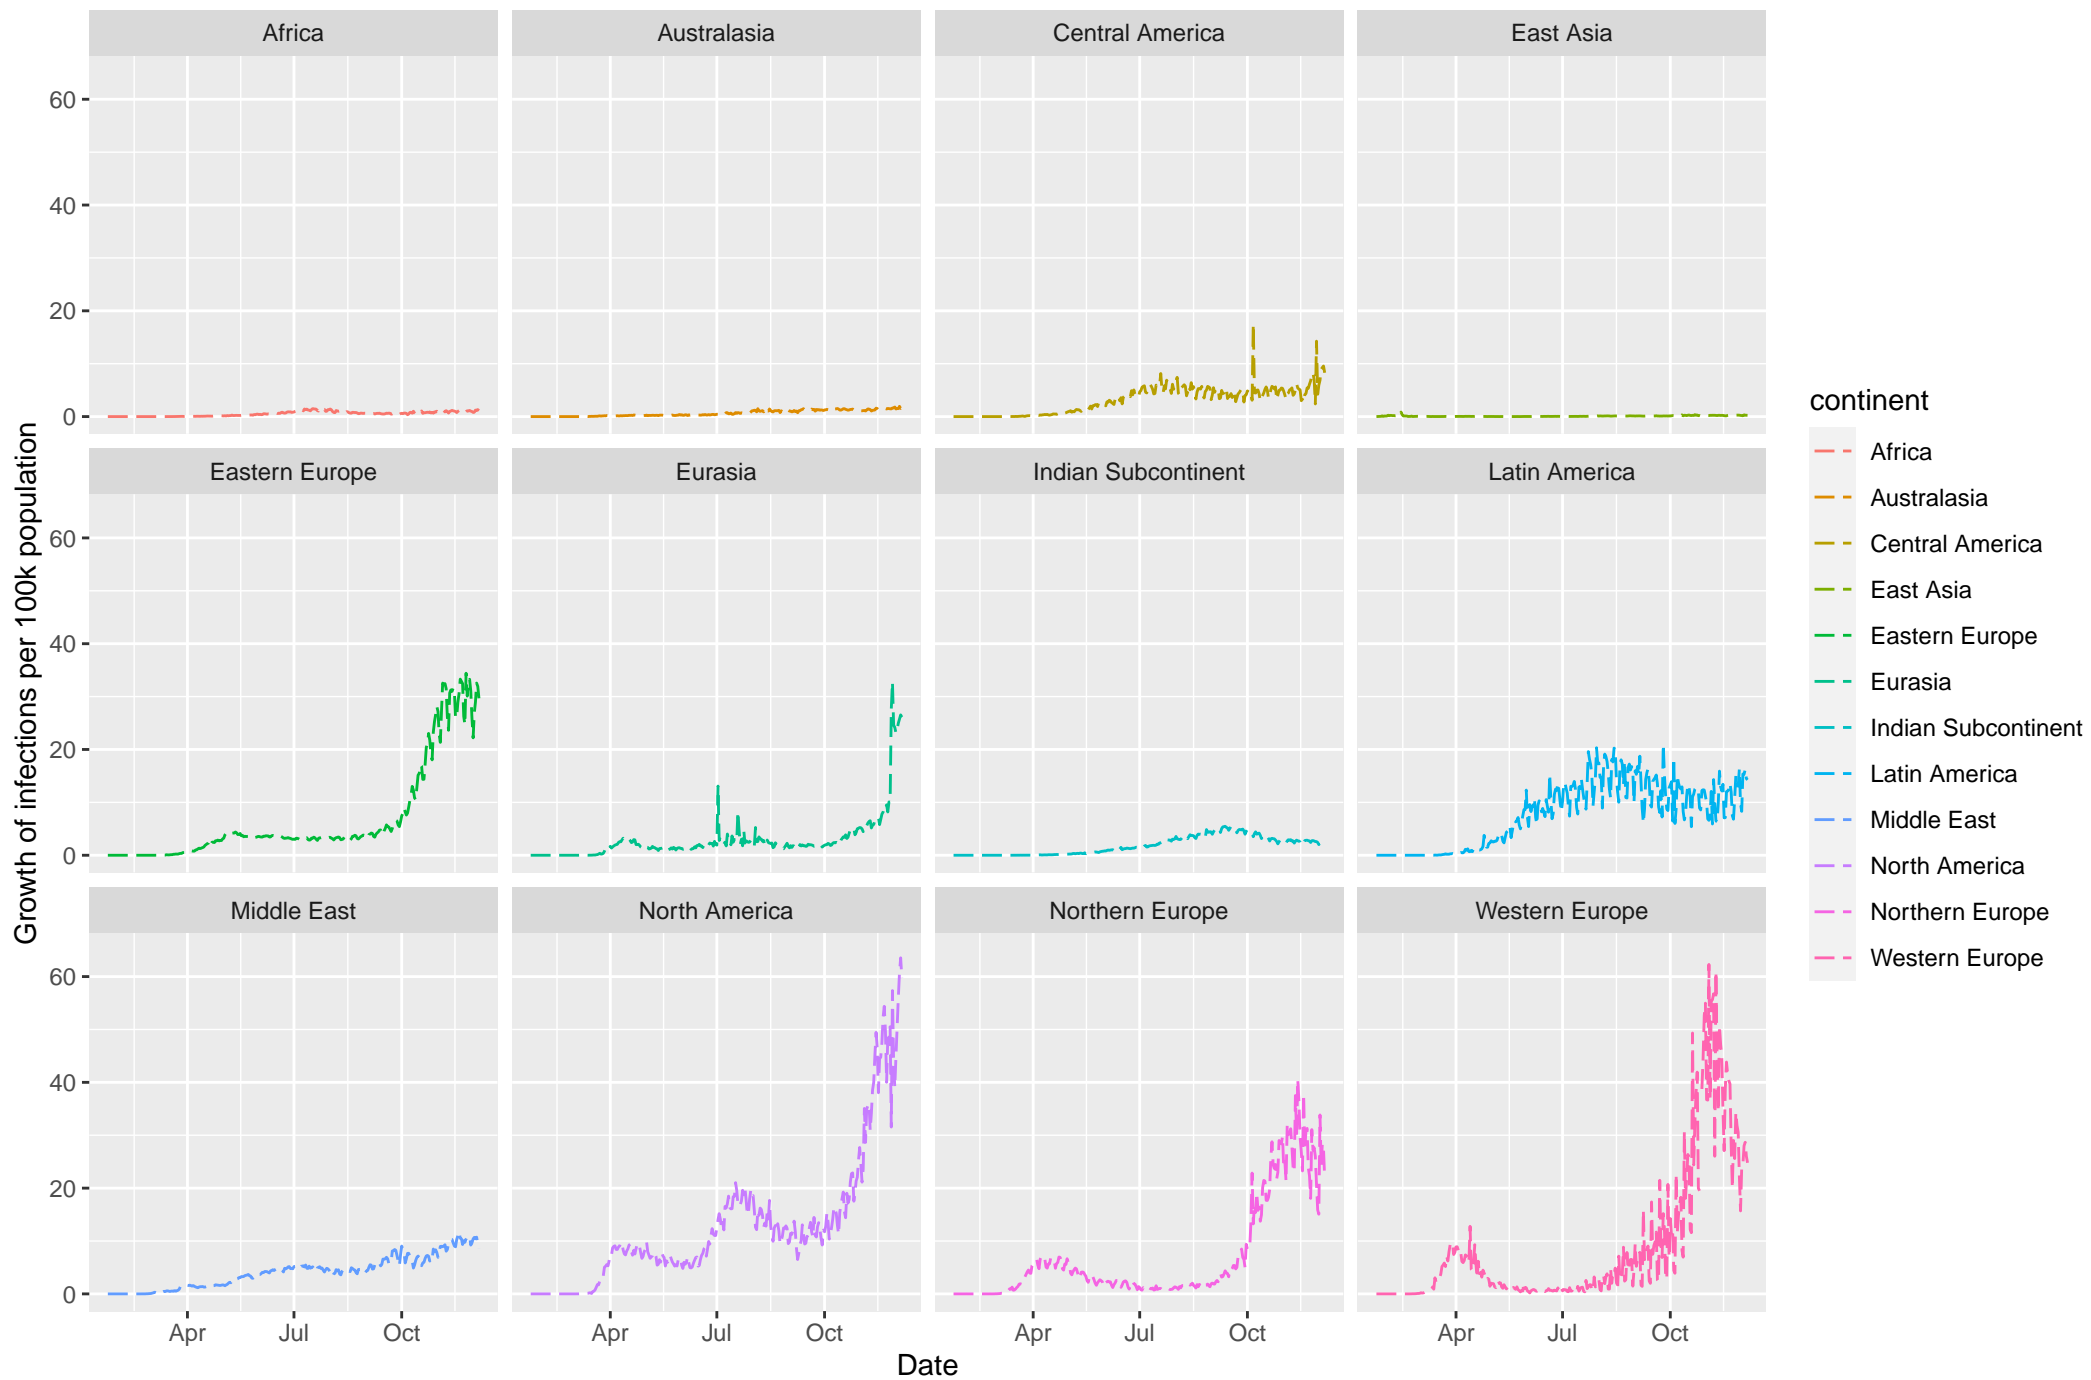 Africa
Australasia
Central America
East Asia
60
40
20
0
Eastern Europe
Eurasia
Indian Subcontinent
Latin America
60
40
20
0
Middle East
North America
Northern Europe
Western Europe
60
40
20
0
Apr Jul Oct
Apr Jul Oct
Apr Jul Oct
Apr Jul Oct
Date
Growth of infections per 100k population
continent
Africa
Australasia
Central America
East Asia
Eastern Europe
Eurasia
Indian Subcontinent
Latin America
Middle East
North America
Northern Europe
Western Europe